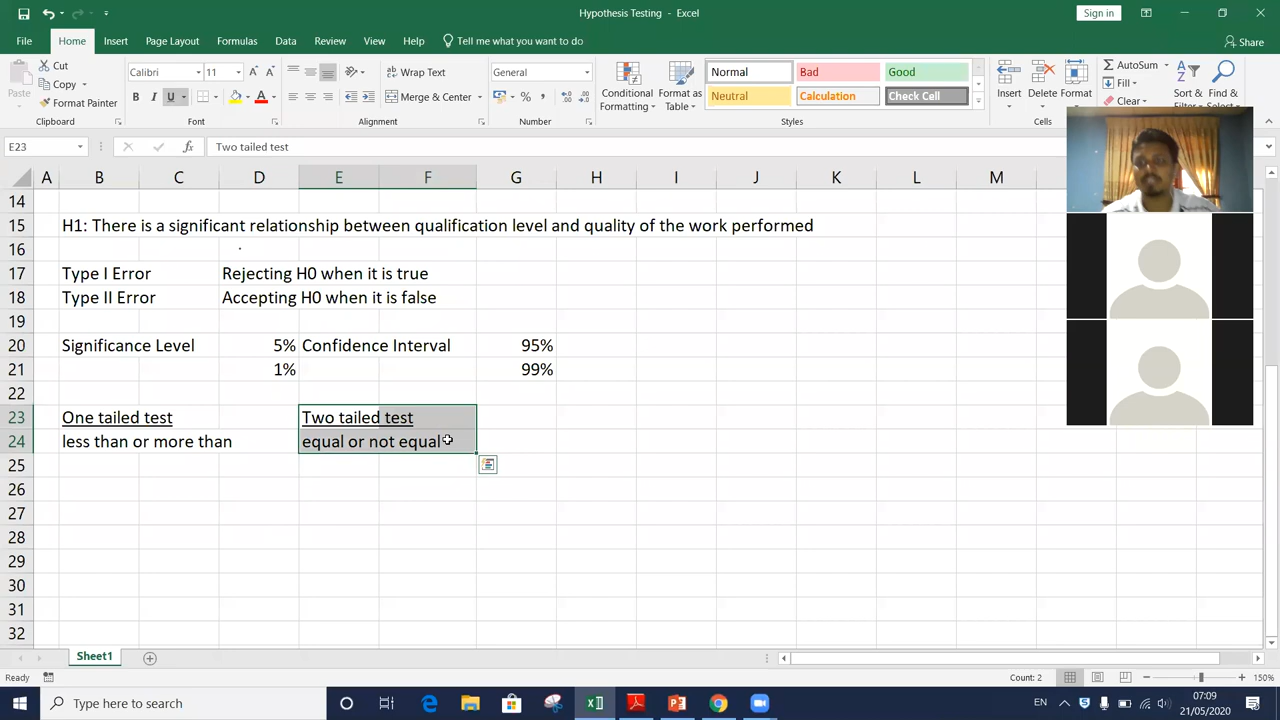 Hypothesis Testing - Excel
Sign in
File Home Insert Page Layout Formulas Data Review View Help Tell me what you want to do Share
Cut
Copy
Format Painter
Paste
Clipboard
Calibri 11
B I U
Font
Wrap Text
Merge & Center
Alignment
General
% ,
Number
Conditional Formatting
Format as Table
Normal Bad Good
Neutral Calculation Check Cell
Styles
Insert Delete Format
Cells
AutoSum
Fill
Clear
Sort &
Find &
E23 Two tailed test
A B C D E F G H I J K L M
14
15 H1: There is a significant relationship between qualification level and quality of the work performed
16
17 Type I Error Rejecting H0 when it is true
18 Type II Error Accepting H0 when it is false
19
20 Significance Level 5% Confidence Interval 95%
21 1% 99%
22
23 One tailed test Two tailed test
24 less than or more than equal or not equal
25
26
27
28
29
30
31
32
Sheet1
Ready Count: 2 150%
Type here to search EN 07:09
21/05/2020